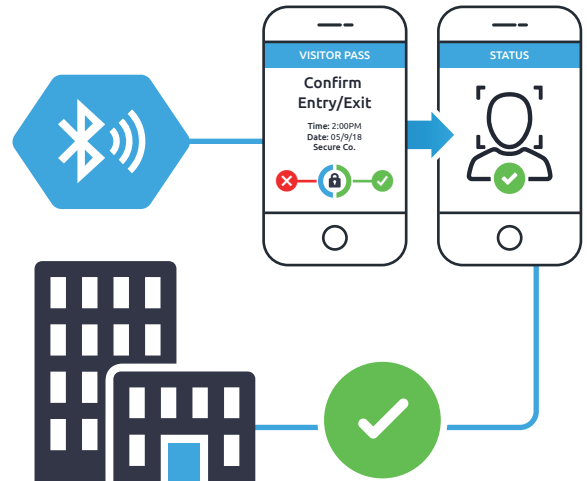 VISITOR PASS
Confirm
Entry/Exit
Time: 2:00PM
Date: 05/9/18
Secure Co.
STATUS